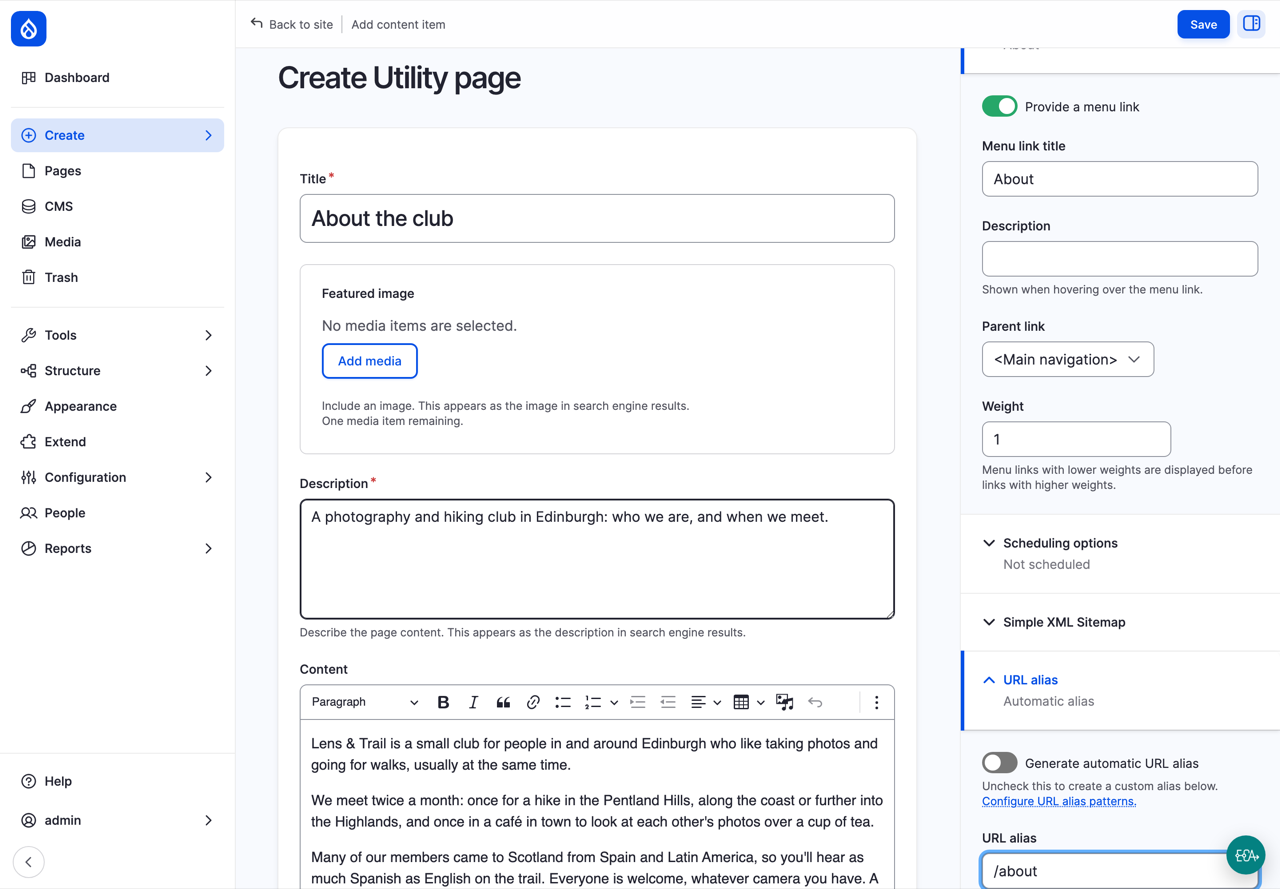 Dashboard
Create
Pages
CMS
Media
Trash
Tools
Structure
Appearance
Extend
Configuration
People
Reports
Help
admin
Back to site
Add content item
Save
Create Utility page
Title *
About the club
Featured image
No media items are selected.
Add media
Include an image. This appears as the image in search engine results.
One media item remaining.
Description *
A photography and hiking club in Edinburgh: who we are, and when we meet.
Describe the page content. This appears as the description in search engine results.
Content
Paragraph
Lens & Trail is a small club for people in and around Edinburgh who like taking photos and
going for walks, usually at the same time.
We meet twice a month: once for a hike in the Pentland Hills, along the coast or further into
the Highlands, and once in a café in town to look at each other's photos over a cup of tea.
Many of our members came to Scotland from Spain and Latin America, so you'll hear as
much Spanish as English on the trail. Everyone is welcome, whatever camera you have. A
Provide a menu link
Menu link title
About
Description
Shown when hovering over the menu link.
Parent link
<Main navigation>
Weight
1
Menu links with lower weights are displayed before
links with higher weights.
Scheduling options
Not scheduled
Simple XML Sitemap
URL alias
Automatic alias
Generate automatic URL alias
Uncheck this to create a custom alias below.
Configure URL alias patterns.
URL alias
/about